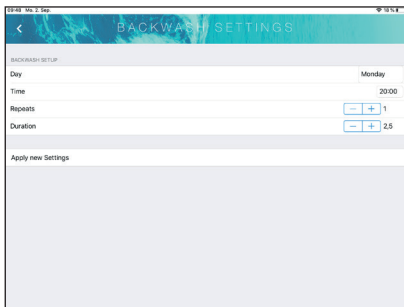 09:48 Mo. 2. Sep. 18 %
BACKWASH SETTINGS
BACKWASH SETUP
Day Monday
Time 20:00
Repeats − + 1
Duration − + 2,5
Apply new Settings